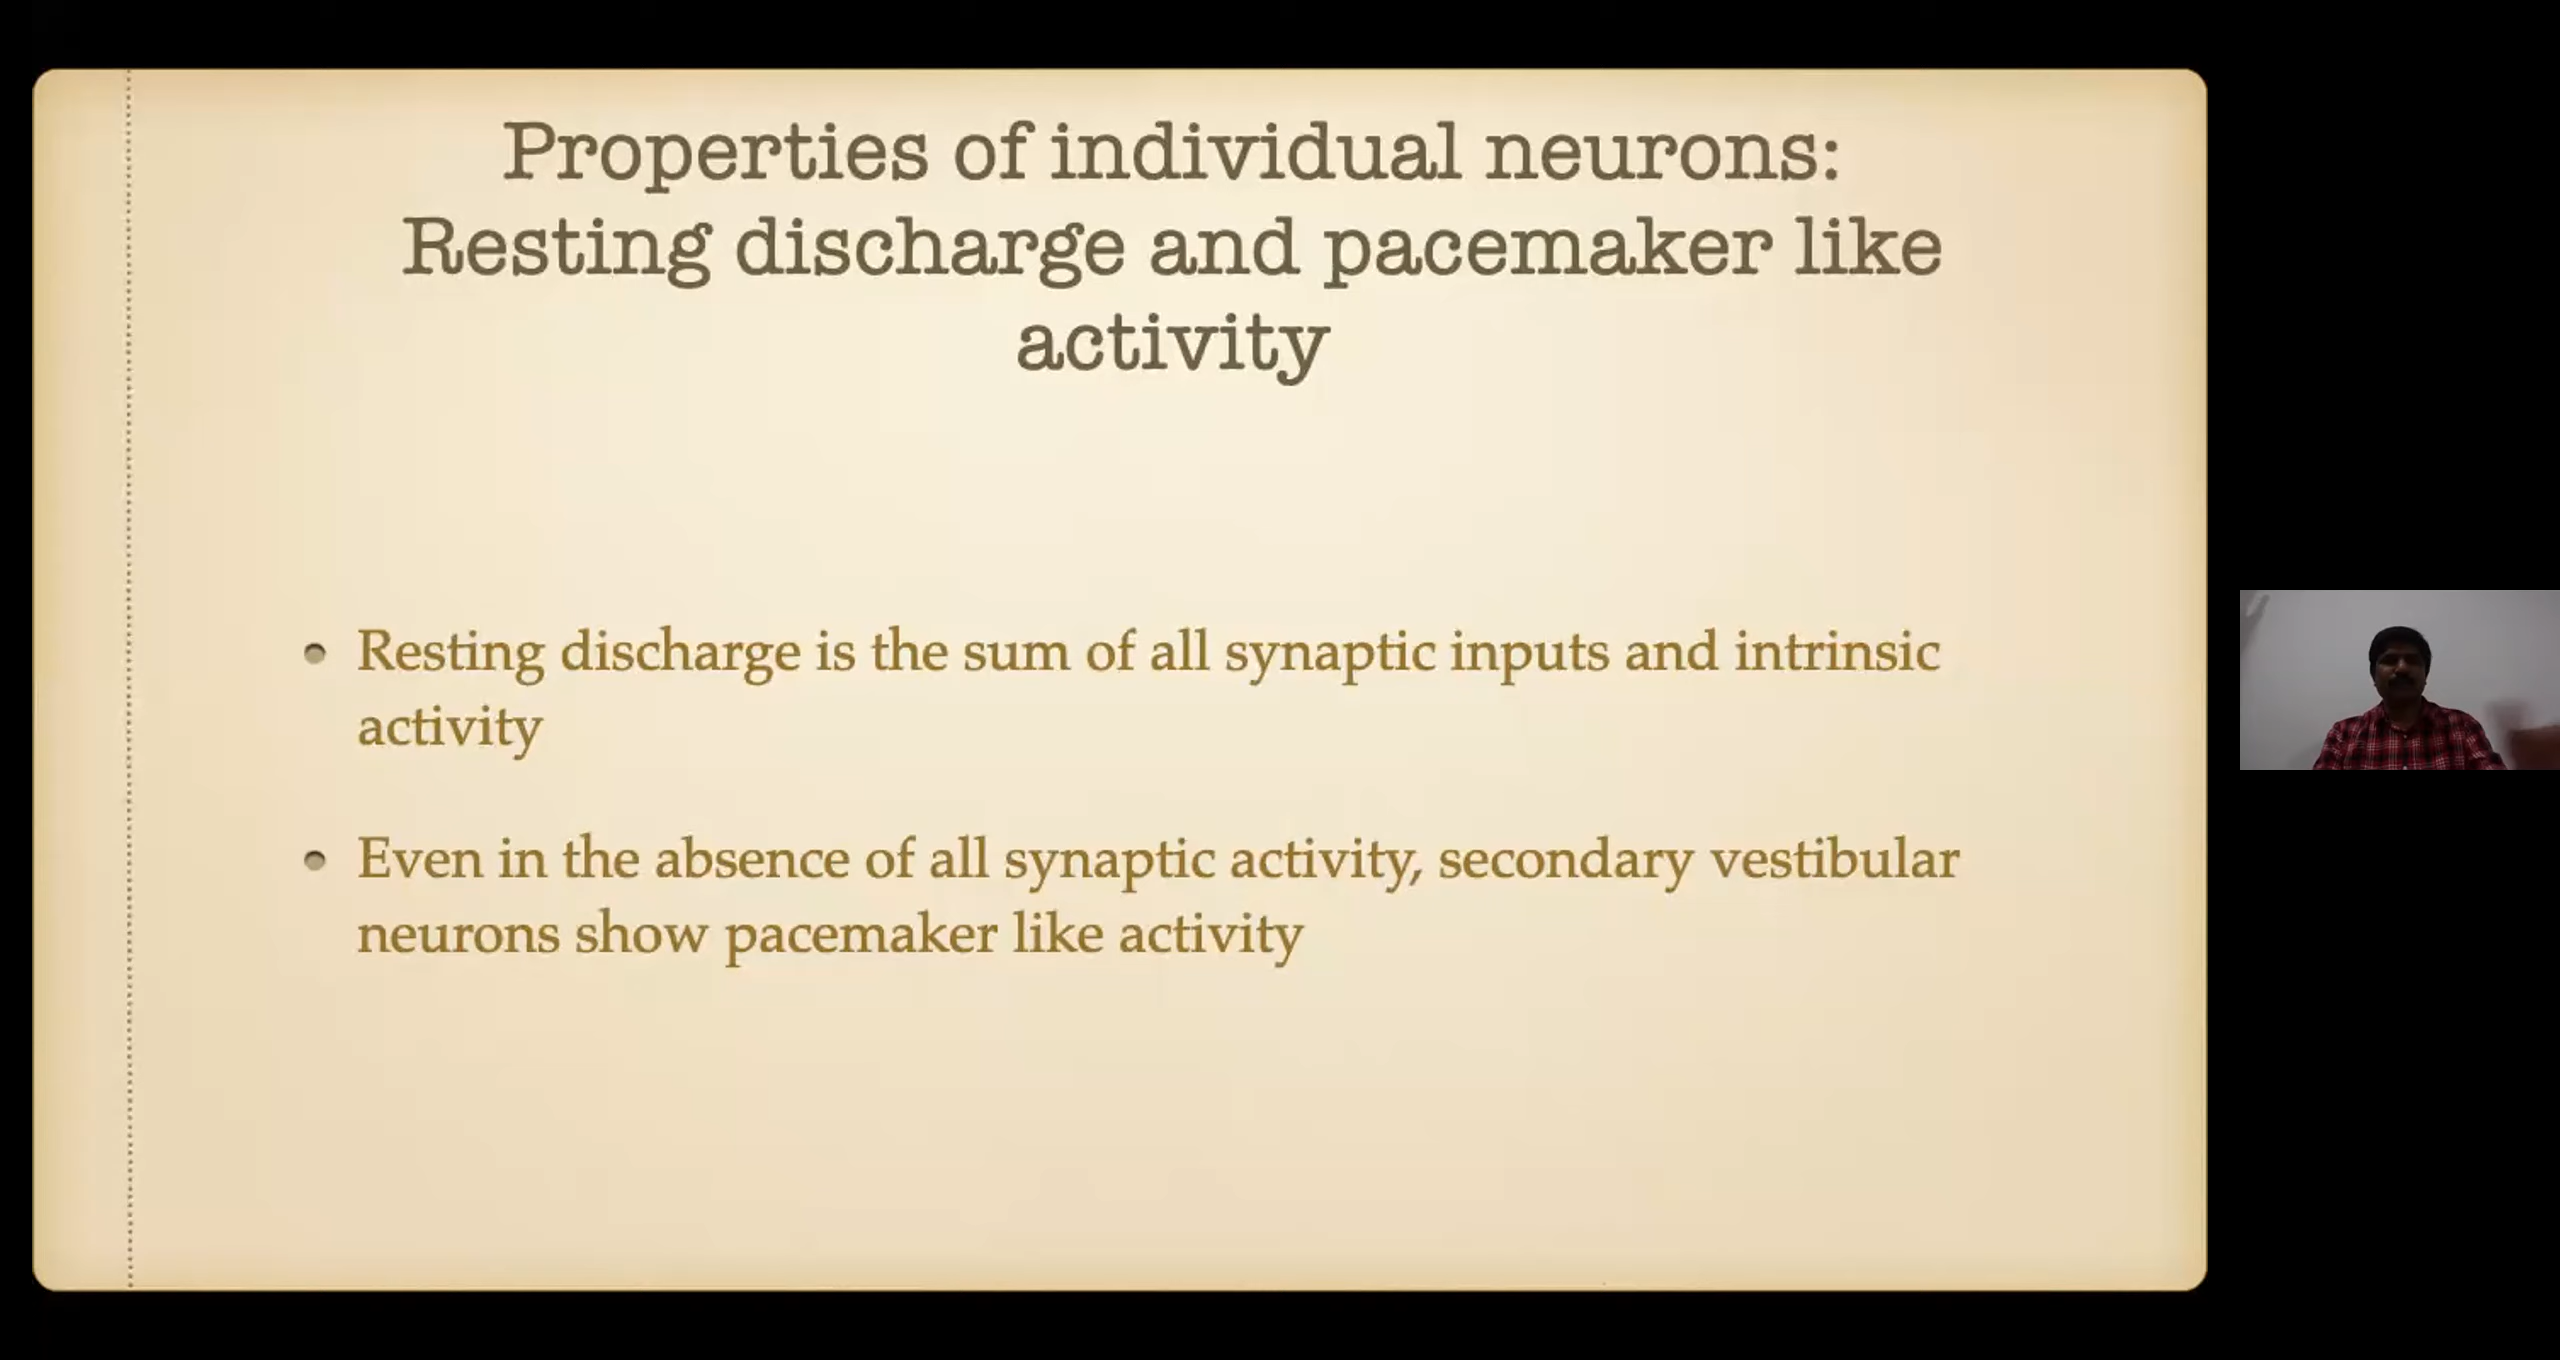 Properties of individual neurons:
Resting discharge and pacemaker like
activity
Resting discharge is the sum of all synaptic inputs and intrinsic
activity
Even in the absence of all synaptic activity, secondary vestibular
neurons show pacemaker like activity